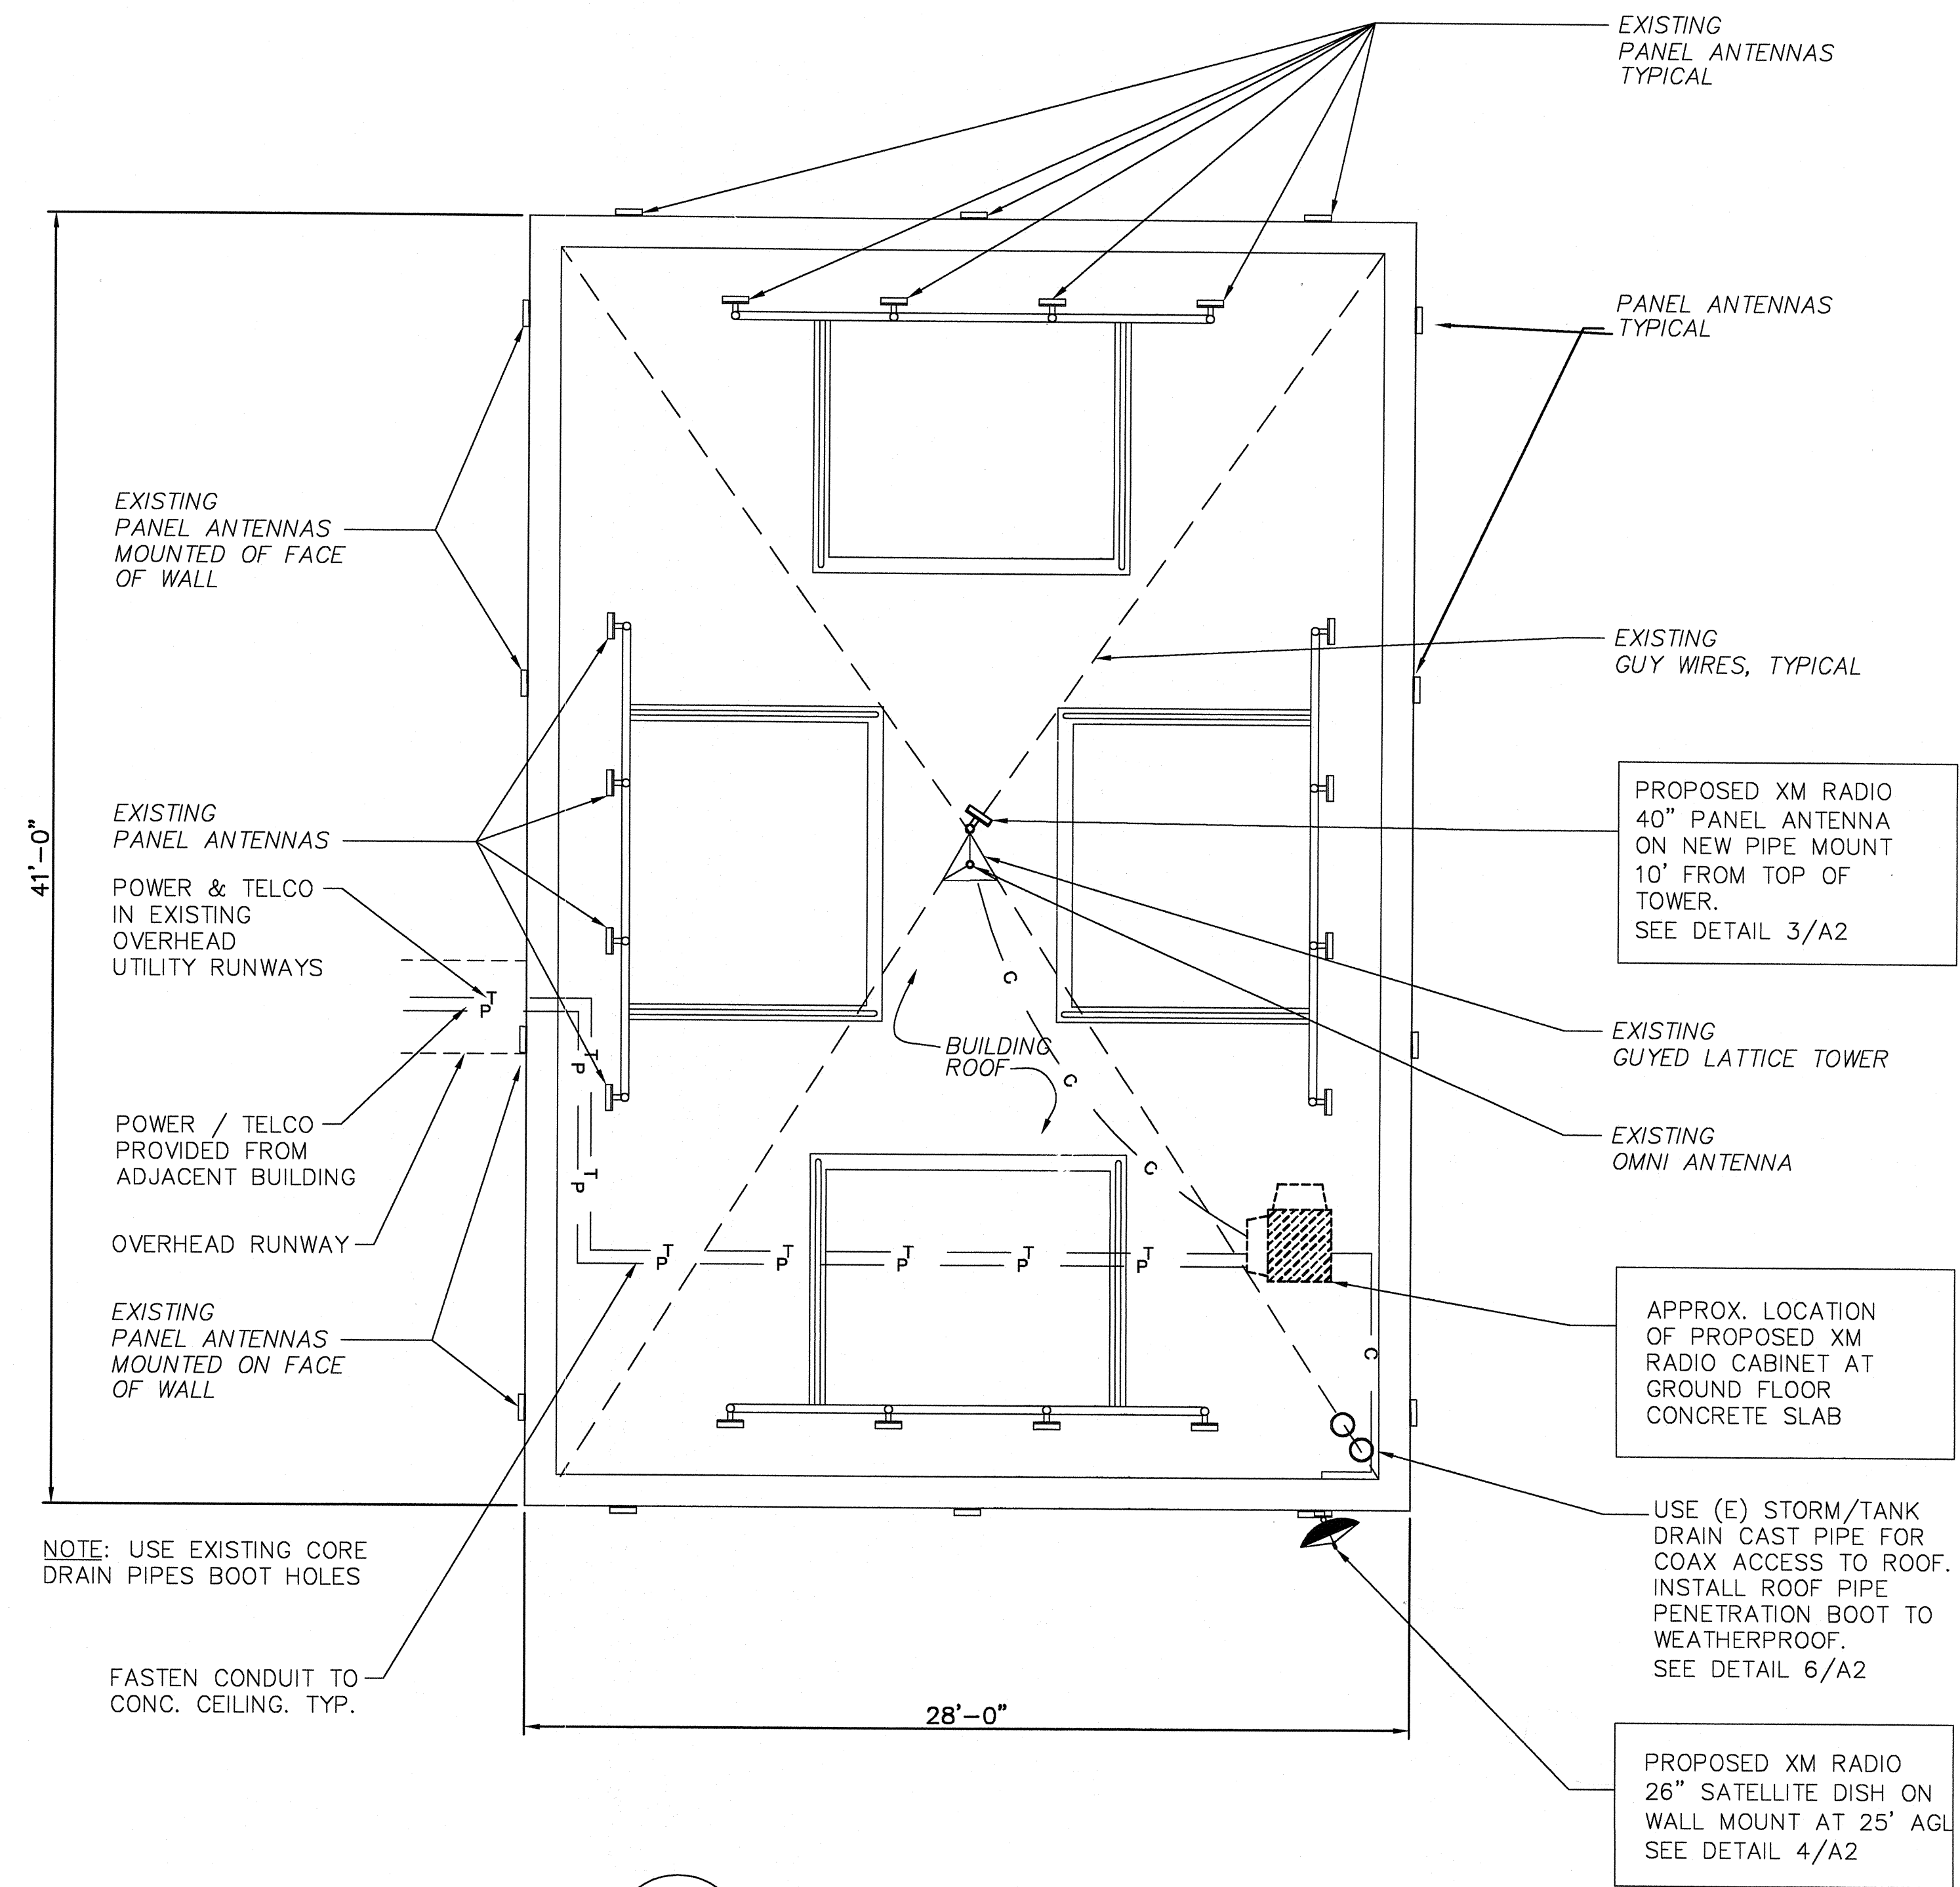 EXISTING
PANEL ANTENNAS
TYPICAL
PANEL ANTENNAS
TYPICAL
EXISTING
PANEL ANTENNAS
MOUNTED OF FACE
OF WALL
EXISTING
GUY WIRES, TYPICAL
PROPOSED XM RADIO
40" PANEL ANTENNA
ON NEW PIPE MOUNT
10' FROM TOP OF
TOWER.
SEE DETAIL 3/A2
41'-0"
EXISTING
PANEL ANTENNAS
POWER & TELCO
IN EXISTING
OVERHEAD
UTILITY RUNWAYS
T
P
C
BUILDING
ROOF
EXISTING
GUYED LATTICE TOWER
T
P
C
POWER / TELCO
PROVIDED FROM
ADJACENT BUILDING
EXISTING
OMNI ANTENNA
T
P
C
OVERHEAD RUNWAY
T
P
T
P
T
P
T
P
T
P
EXISTING
PANEL ANTENNAS
MOUNTED ON FACE
OF WALL
APPROX. LOCATION
OF PROPOSED XM
RADIO CABINET AT
GROUND FLOOR
CONCRETE SLAB
C
NOTE: USE EXISTING CORE
DRAIN PIPES BOOT HOLES
USE (E) STORM/TANK
DRAIN CAST PIPE FOR
COAX ACCESS TO ROOF.
INSTALL ROOF PIPE
PENETRATION BOOT TO
WEATHERPROOF.
SEE DETAIL 6/A2
FASTEN CONDUIT TO
CONC. CEILING. TYP.
28'-0"
PROPOSED XM RADIO
26" SATELLITE DISH ON
WALL MOUNT AT 25' AGL
SEE DETAIL 4/A2